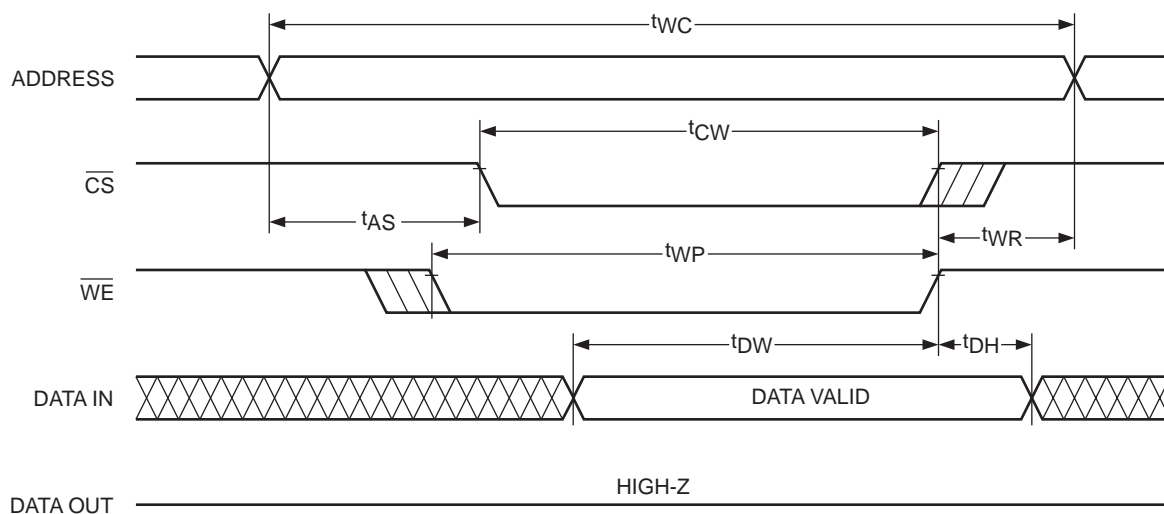 tWC
ADDRESS
tCW
CS
tAS
tWR
tWP
WE
tDW
tDH
DATA IN
DATA VALID
HIGH-Z
DATA OUT